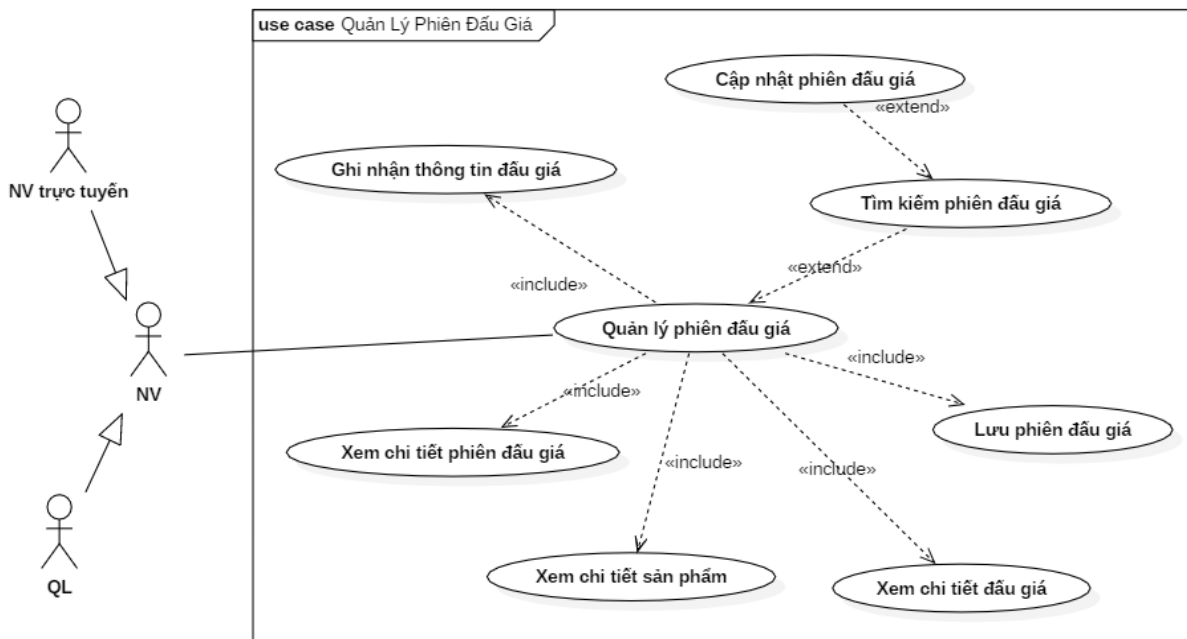 use case Quản Lý Phiên Đấu Giá
Cập nhật phiên đấu giá
«extend»
Ghi nhận thông tin đấu giá
NV trực tuyến
Tìm kiếm phiên đấu giá
«extend»
«include»
Quản lý phiên đấu giá
«include»
NV
«include»
Lưu phiên đấu giá
Xem chi tiết phiên đấu giá
«include»
«include»
Xem chi tiết sản phẩm
Xem chi tiết đấu giá
QL